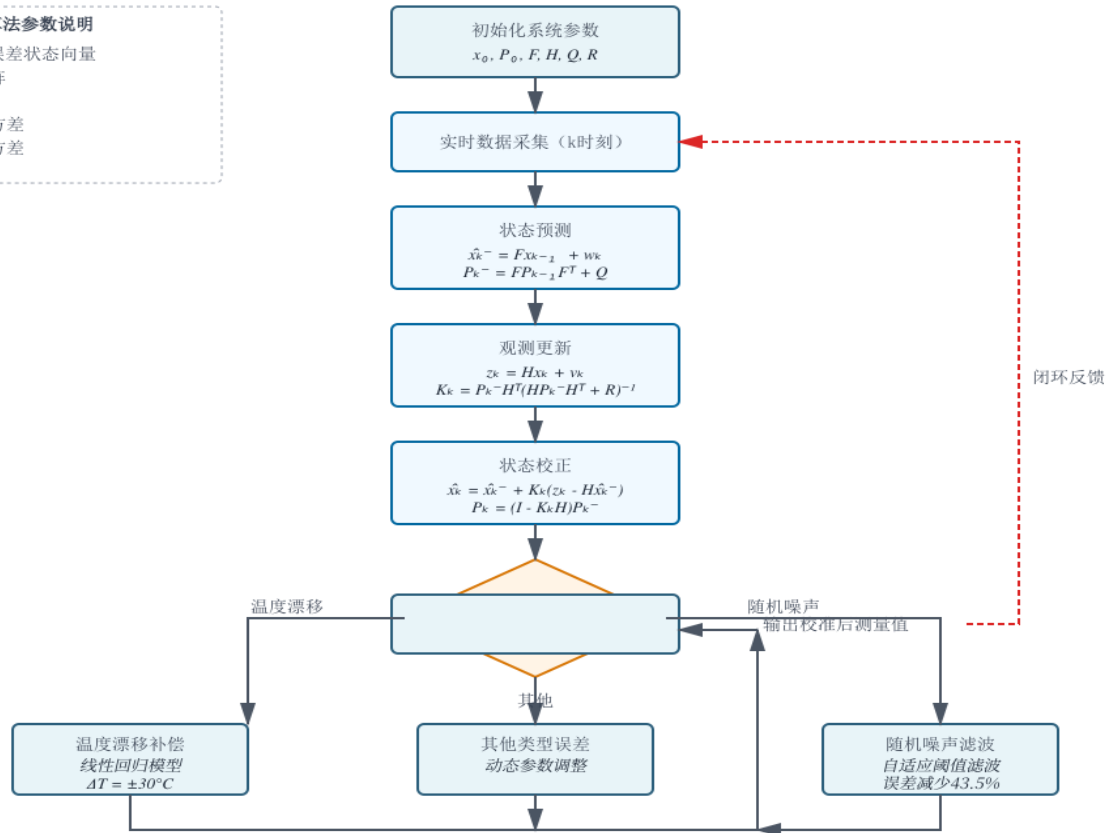 法参数说明
差状态向量
方差
方差
初始化系统参数
x₀, P₀, F, H, Q, R
实时数据采集（k时刻）
状态预测
x̂ₖ⁻ = Fxₖ₋₁ + wₖ
Pₖ⁻ = FPₖ₋₁Fᵀ + Q
观测更新
zₖ = Hxₖ + vₖ
Kₖ = Pₖ⁻Hᵀ(HPₖ⁻Hᵀ + R)⁻¹
闭环反馈
状态校正
x̂ₖ = x̂ₖ⁻ + Kₖ(zₖ - Hx̂ₖ⁻)
Pₖ = (I - KₖH)Pₖ⁻
温度漂移
随机噪声
输出校准后测量值
其他
温度漂移补偿
线性回归模型
ΔT = ±30°C
其他类型误差
动态参数调整
随机噪声滤波
自适应阈值滤波
误差减少43.5%